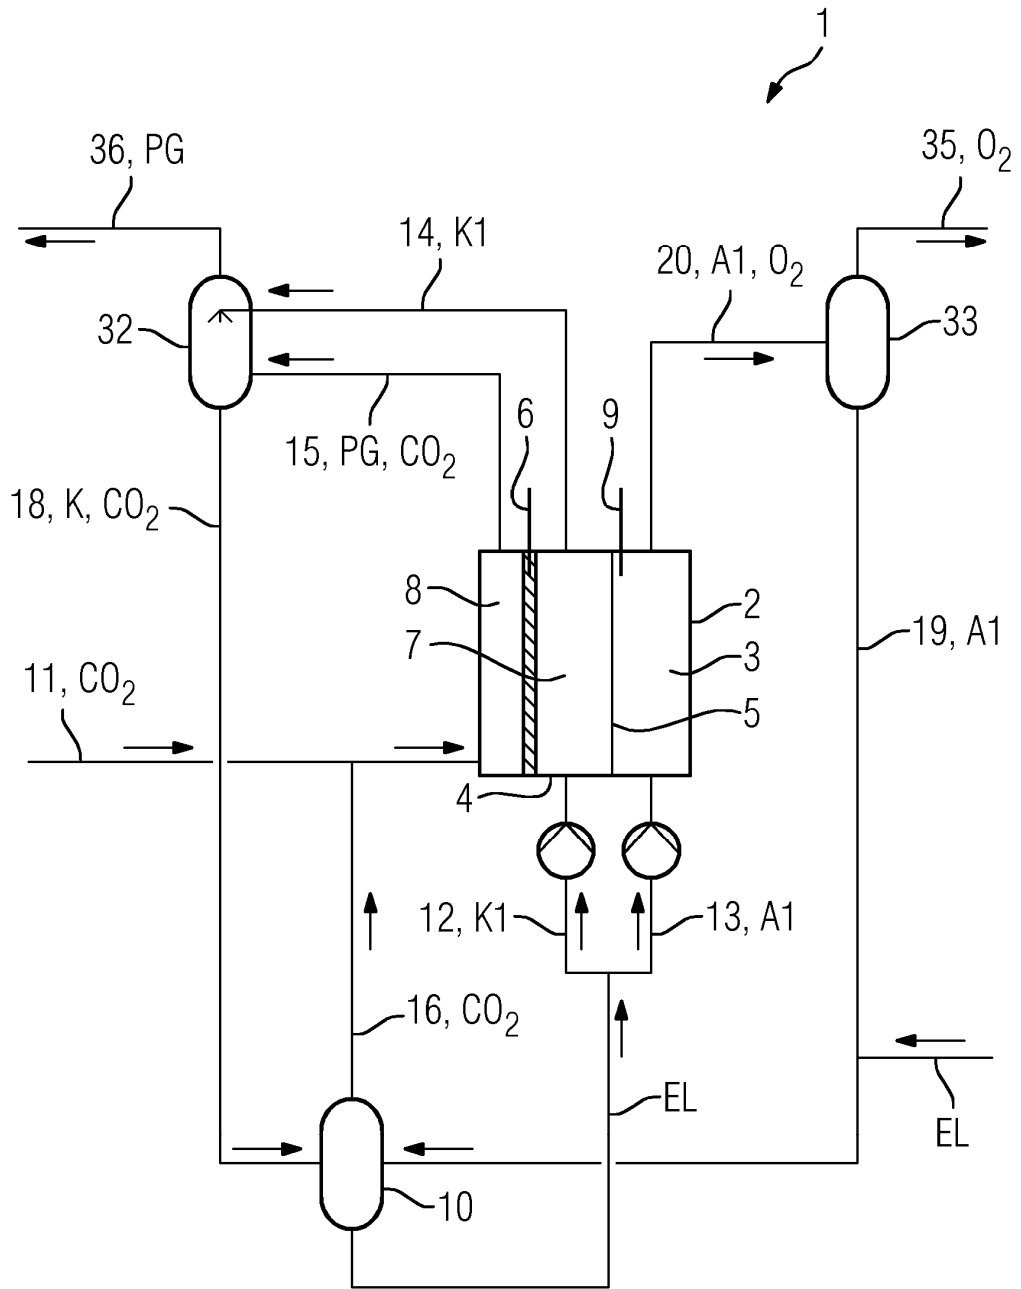 1
36, PG
35, O₂
14, K1
20, A1, O₂
32
33
6
9
15, PG, CO₂
18, K, CO₂
8
2
7
3
19, A1
11, CO₂
5
4
12, K1
13, A1
16, CO₂
EL
EL
10